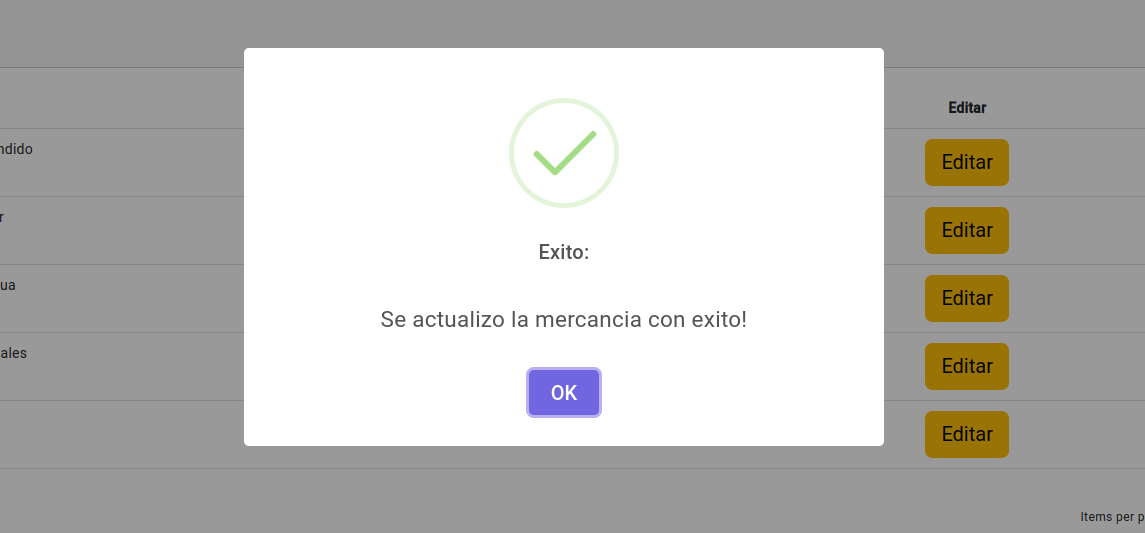 Editar
ndido
Editar
r
Editar
ua
Editar
ales
Editar
Editar
Exito:
Se actualizo la mercancia con exito!
OK
Items per p